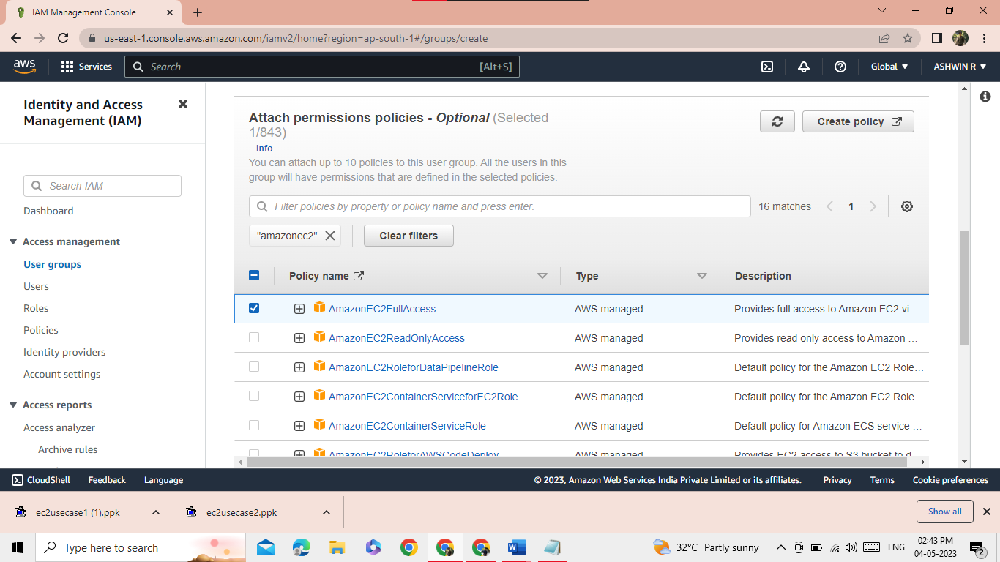 IAM Management Console
us-east-1.console.aws.amazon.com/iamv2/home?region=ap-south-1#/groups/create
aws
Services
Search
[Alt+S]
Global
ASHWIN R
Identity and Access
Management (IAM)
Search IAM
Dashboard
Access management
User groups
Users
Roles
Policies
Identity providers
Account settings
Access reports
Access analyzer
Archive rules
Attach permissions policies - Optional (Selected
1/843)
Info
You can attach up to 10 policies to this user group. All the users in this
group will have permissions that are defined in the selected policies.
Create policy
Filter policies by property or policy name and press enter.
16 matches
1
"amazonec2"
Clear filters
Policy name
Type
Description
AmazonEC2FullAccess AWS managed Provides full access to Amazon EC2 vi...
AmazonEC2ReadOnlyAccess AWS managed Provides read only access to Amazon ...
AmazonEC2RoleforDataPipelineRole AWS managed Default policy for the Amazon EC2 Role...
AmazonEC2ContainerServiceforEC2Role AWS managed Default policy for the Amazon EC2 Role...
AmazonEC2ContainerServiceRole AWS managed Default policy for Amazon ECS service ...
AmazonEC2RoleforAWSCodeDeploy AWS managed Provides EC2 access to S3 bucket to d
CloudShell
Feedback
Language
© 2023, Amazon Web Services India Private Limited or its affiliates.
Privacy
Terms
Cookie preferences
ec2usecase1 (1).ppk
ec2usecase2.ppk
Show all
Type here to search
32°C Partly sunny
ENG
02:43 PM
04-05-2023
2